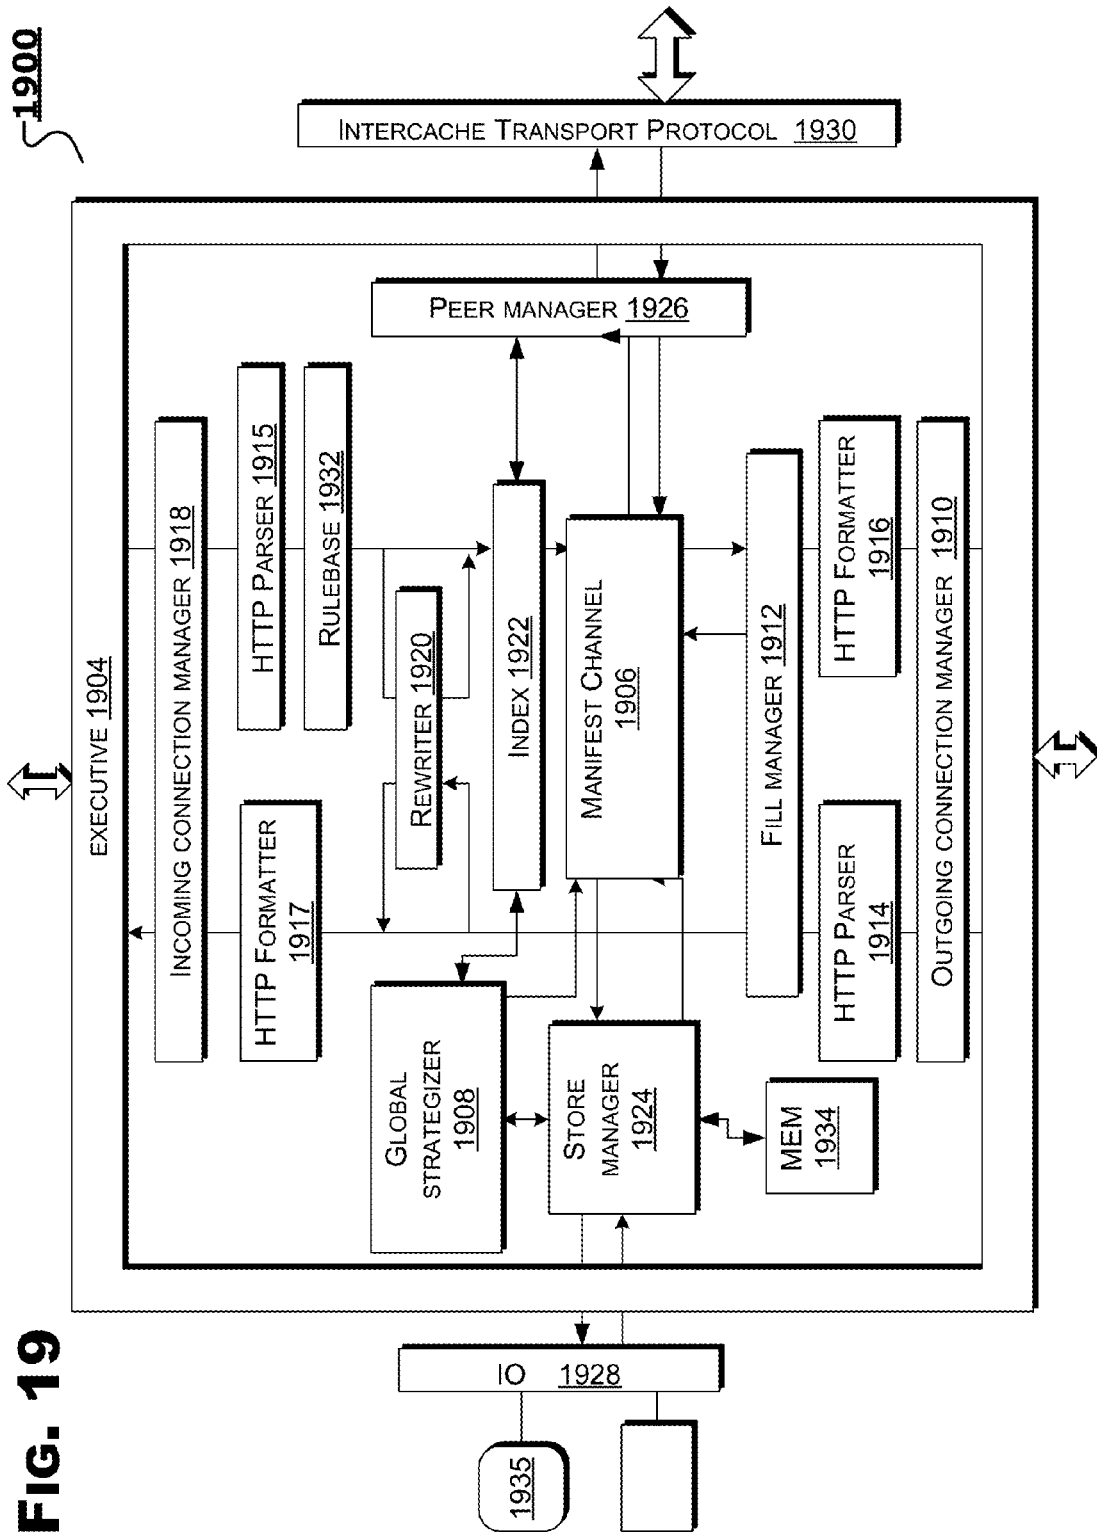 FIG. 19
1900
EXECUTIVE 1904
INCOMING CONNECTION MANAGER 1918
HTTP FORMATTER
1917
HTTP PARSER 1915
RULEBASE 1932
REWRITER 1920
GLOBAL
STRATEGIZER
1908
INDEX 1922
PEER MANAGER 1926
INTERCACHE TRANSPORT PROTOCOL 1930
IO 1928
1935
STORE
MANAGER
1924
MANIFEST CHANNEL
1906
MEM
1934
FILL MANAGER 1912
HTTP PARSER
1914
HTTP FORMATTER
1916
OUTGOING CONNECTION MANAGER 1910